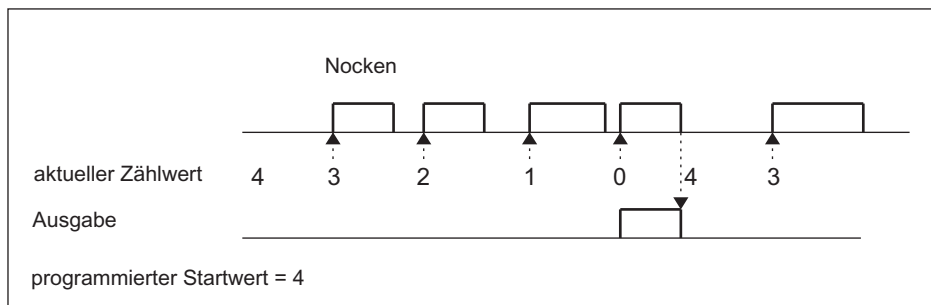 Nocken
aktueller Zählwert 4 3 2 1 0 4 3
Ausgabe
programmierter Startwert = 4